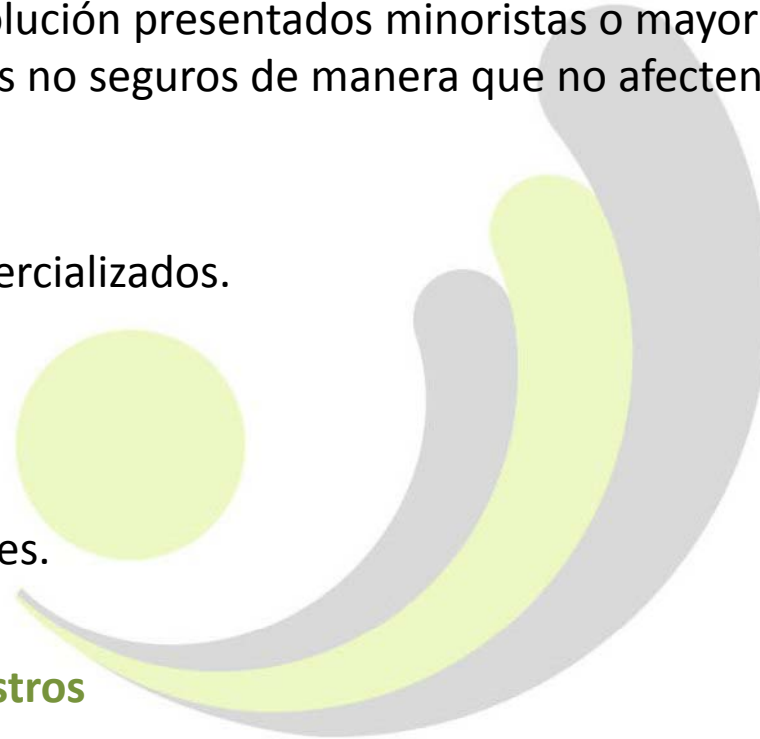 olución presentados minoristas o mayor
s no seguros de manera que no afecten
ercializados.
es.
stros